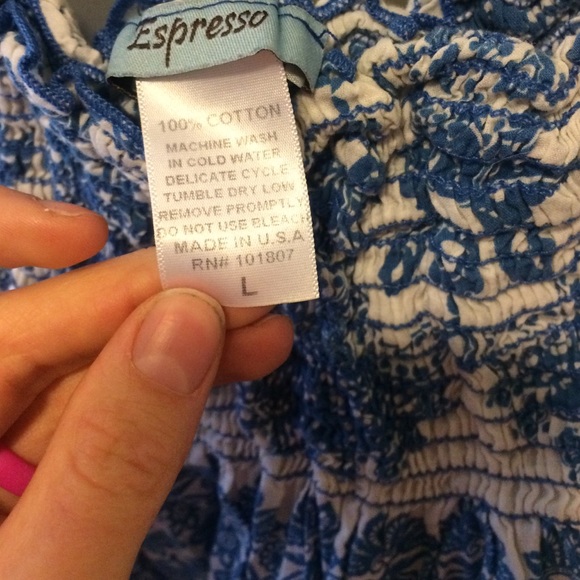 Espresso
100% COTTON
MACHINE WASH
IN COLD WATER
DELICATE CYCLE
TUMBLE DRY LOW
REMOVE PROMPTLY
DO NOT USE BLEACH
MADE IN U.S.A
RN# 101807
L